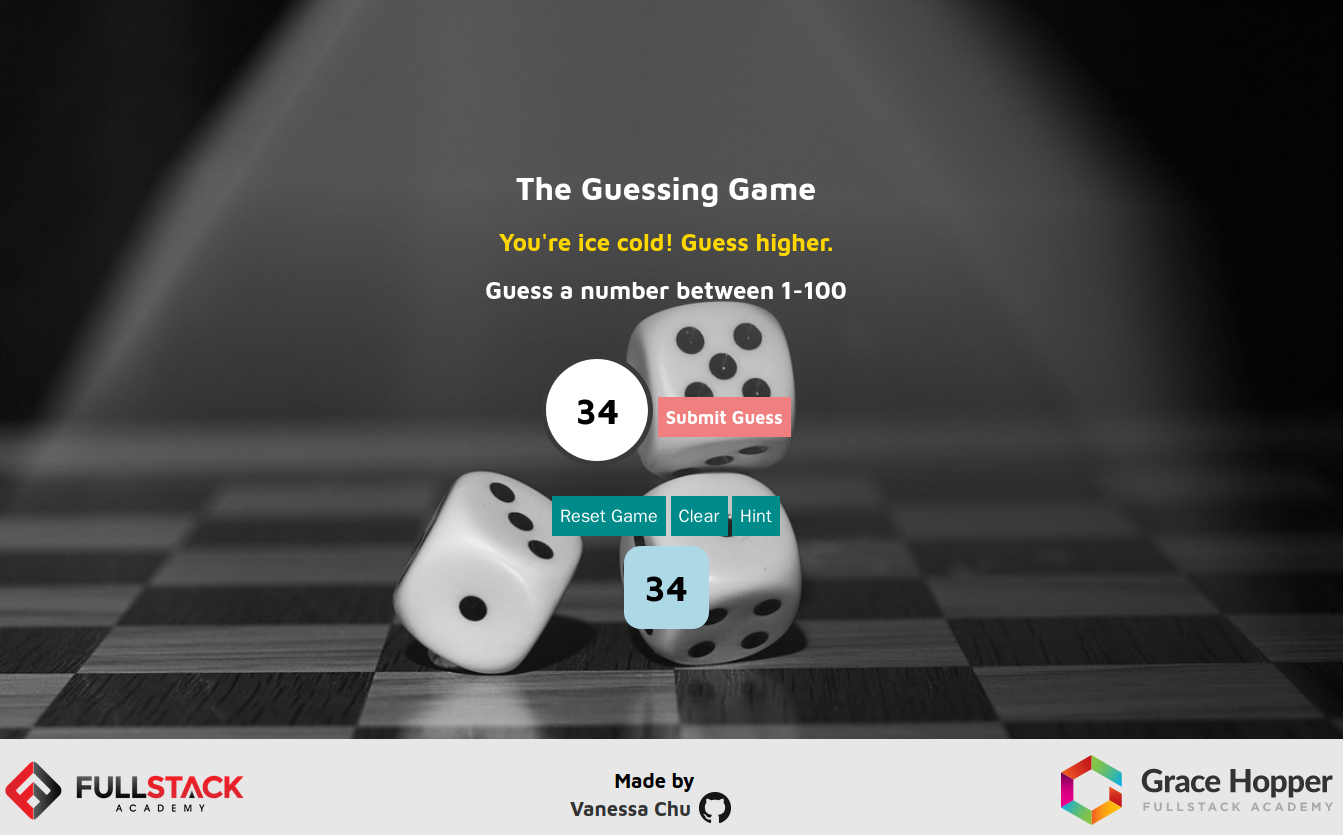 The Guessing Game
You're ice cold! Guess higher.
Guess a number between 1-100
34
Submit Guess
Reset Game Clear Hint
34
FULLSTACK
ACADEMY
Made by
Vanessa Chu
Grace Hopper
FULLSTACK ACADEMY